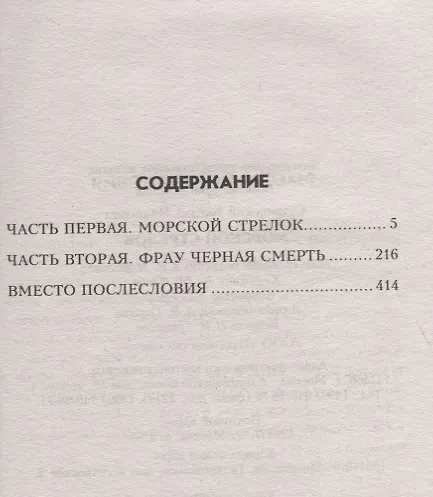 СОДЕРЖАНИЕ
ЧАСТЬ ПЕРВАЯ. МОРСКОЙ СТРЕЛОК................. 5
ЧАСТЬ ВТОРАЯ. ФРАУ ЧЕРНАЯ СМЕРТЬ ......... 216
ВМЕСТО ПОСЛЕСЛОВИЯ ................................. 414